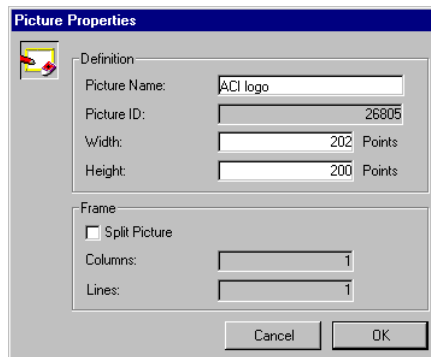 Picture Properties
Definition
Picture Name: ACI logo
Picture ID: 26805
Width: 202 Points
Height: 200 Points
Frame
Split Picture
Columns: 1
Lines: 1
Cancel OK